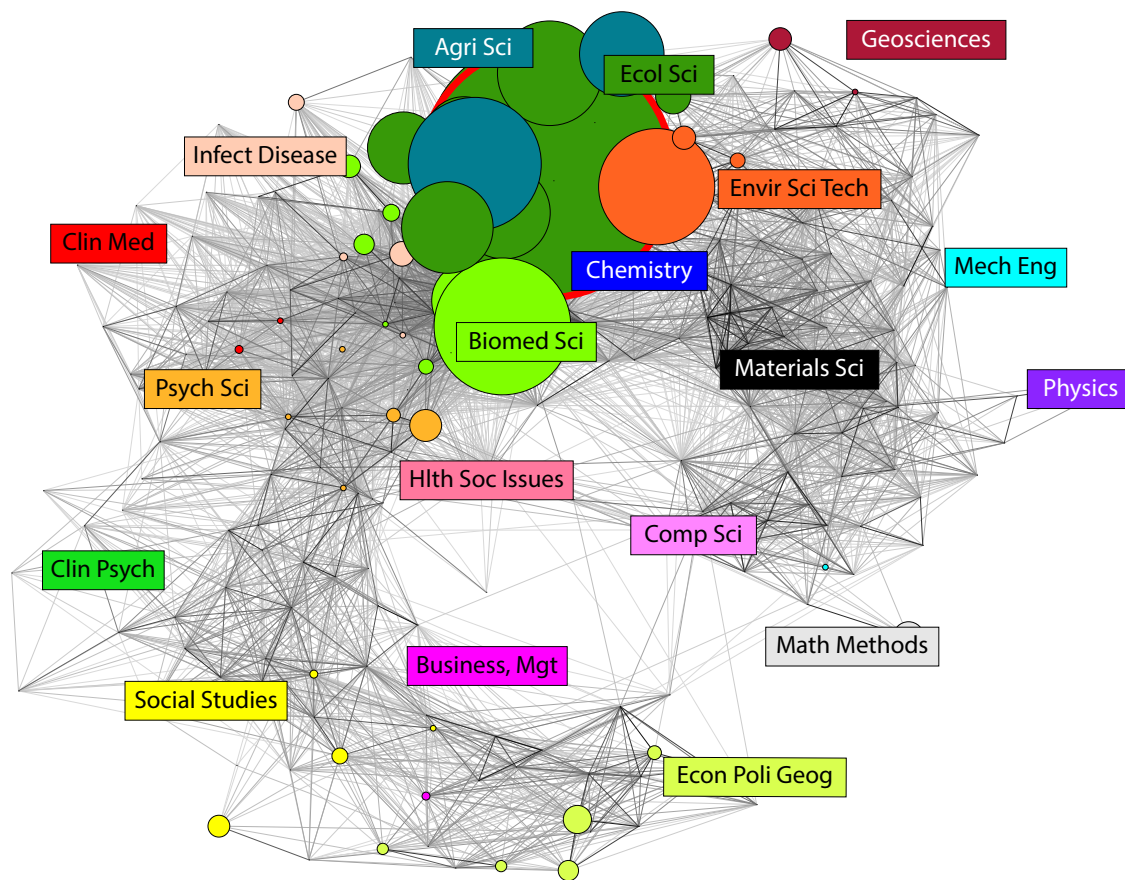 Agri Sci
Geosciences
Ecol Sci
Infect Disease
Envir Sci Tech
Clin Med
Chemistry
Mech Eng
Biomed Sci
Materials Sci
Psych Sci
Physics
Hlth Soc Issues
Comp Sci
Clin Psych
Math Methods
Business, Mgt
Social Studies
Econ Poli Geog